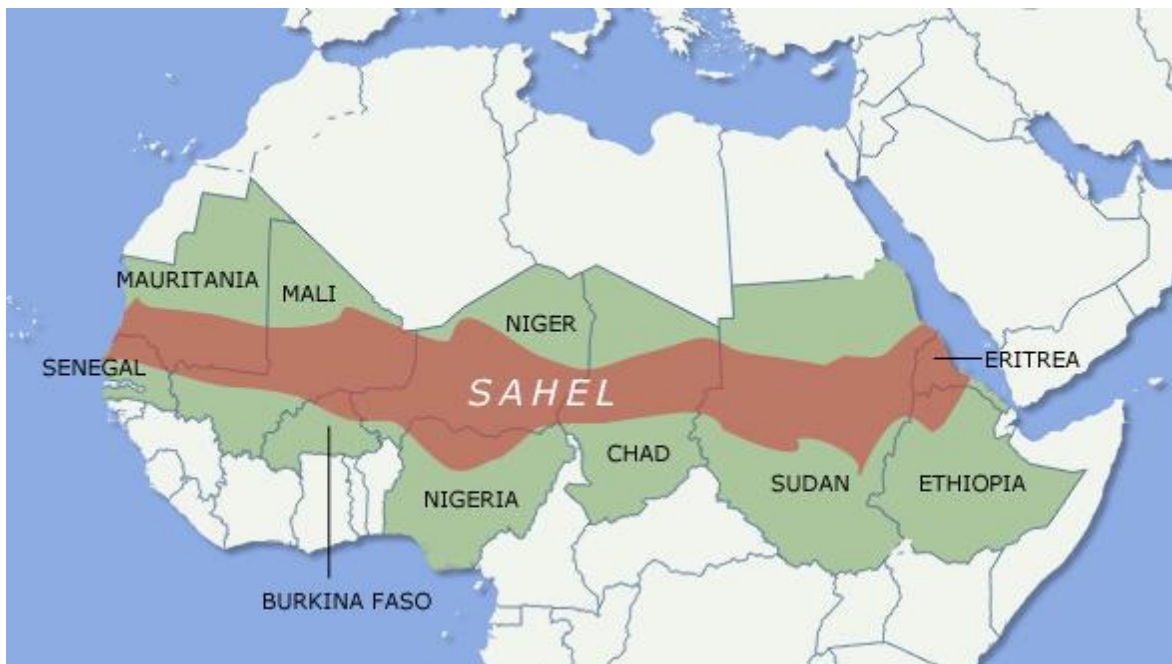 MAURITANIA
MALI
NIGER
SENEGAL
ERITREA
SAHEL
CHAD
NIGERIA
SUDAN
ETHIOPIA
BURKINA FASO